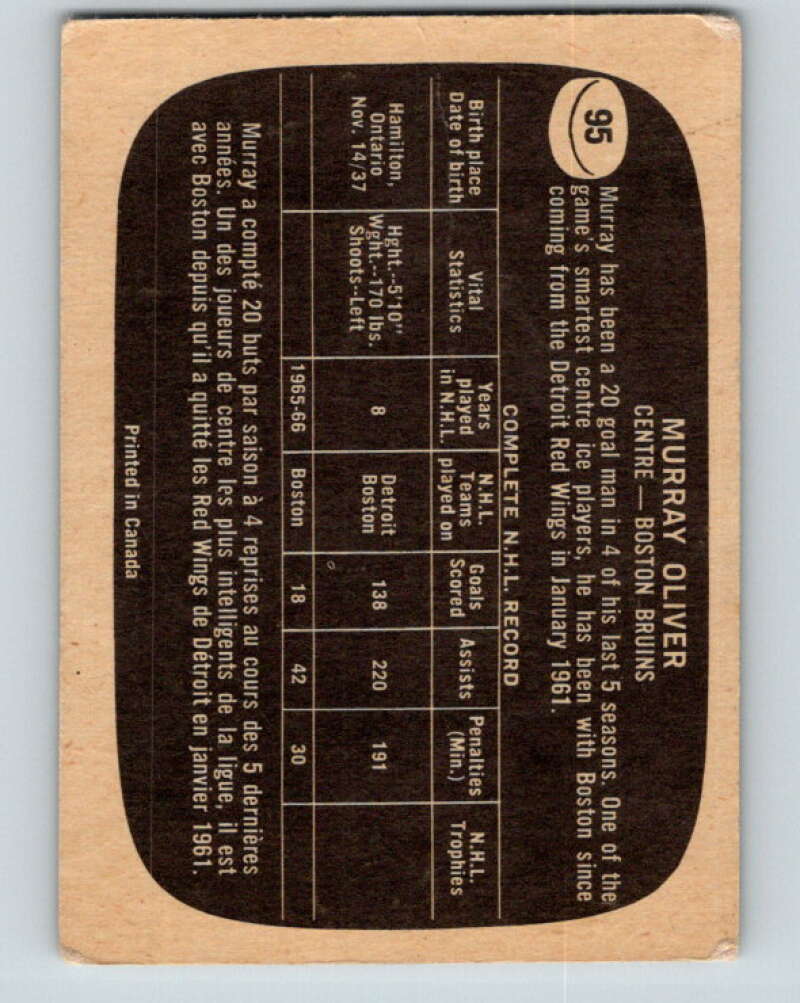 MURRAY OLIVER
CENTRE — BOSTON BRUINS
95
Murray has been a 20 goal man in 4 of his last 5 seasons. One of the
game's smartest centre ice players, he has been with Boston since
coming from the Detroit Red Wings in January 1961.
COMPLETE N.H.L. RECORD
Birth place
Date of birth
Vital
Statistics
Years
played
in N.H.L.
N.H.L.
Teams
played on
Goals
Scored
Assists
Penalties
(Min.)
N.H.L.
Trophies
Hamilton,
Ontario
Nov. 14/37
Hght.--5'10"
Wght.--170 lbs.
Shoots--Left
8
Detroit
Boston
138
220
191
1965-66
Boston
18
42
30
Murray a compté 20 buts par saison à 4 reprises au cours des 5 dernières
années. Un des joueurs de centre les plus intelligents de la ligue, il est
avec Boston depuis qu'il a quitté les Red Wings de Détroit en janvier 1961.
Printed in Canada